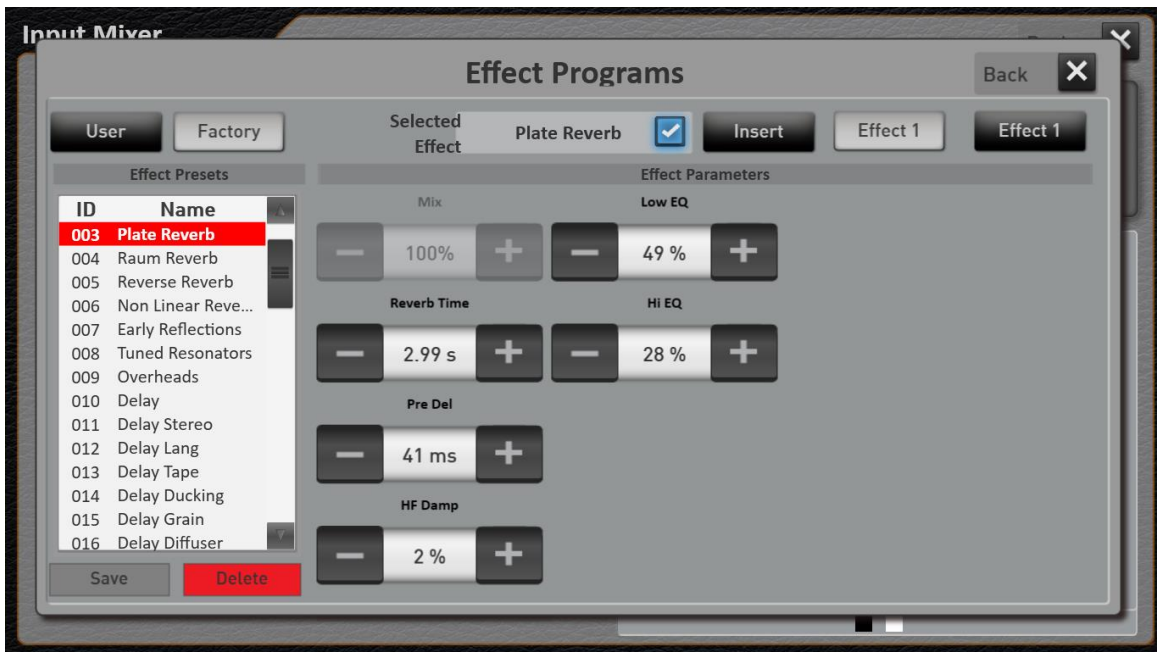 Input Mixer
Effect Programs
Back
User
Factory
Selected
Effect
Plate Reverb
Insert
Effect 1
Effect 1
Effect Presets
Effect Parameters
ID Name
003 Plate Reverb
004 Raum Reverb
005 Reverse Reverb
006 Non Linear Reve...
007 Early Reflections
008 Tuned Resonators
009 Overheads
010 Delay
011 Delay Stereo
012 Delay Lang
013 Delay Tape
014 Delay Ducking
015 Delay Grain
016 Delay Diffuser
Save
Delete
Mix
100%
Low EQ
49 %
Reverb Time
2.99 s
Hi EQ
28 %
Pre Del
41 ms
HF Damp
2 %